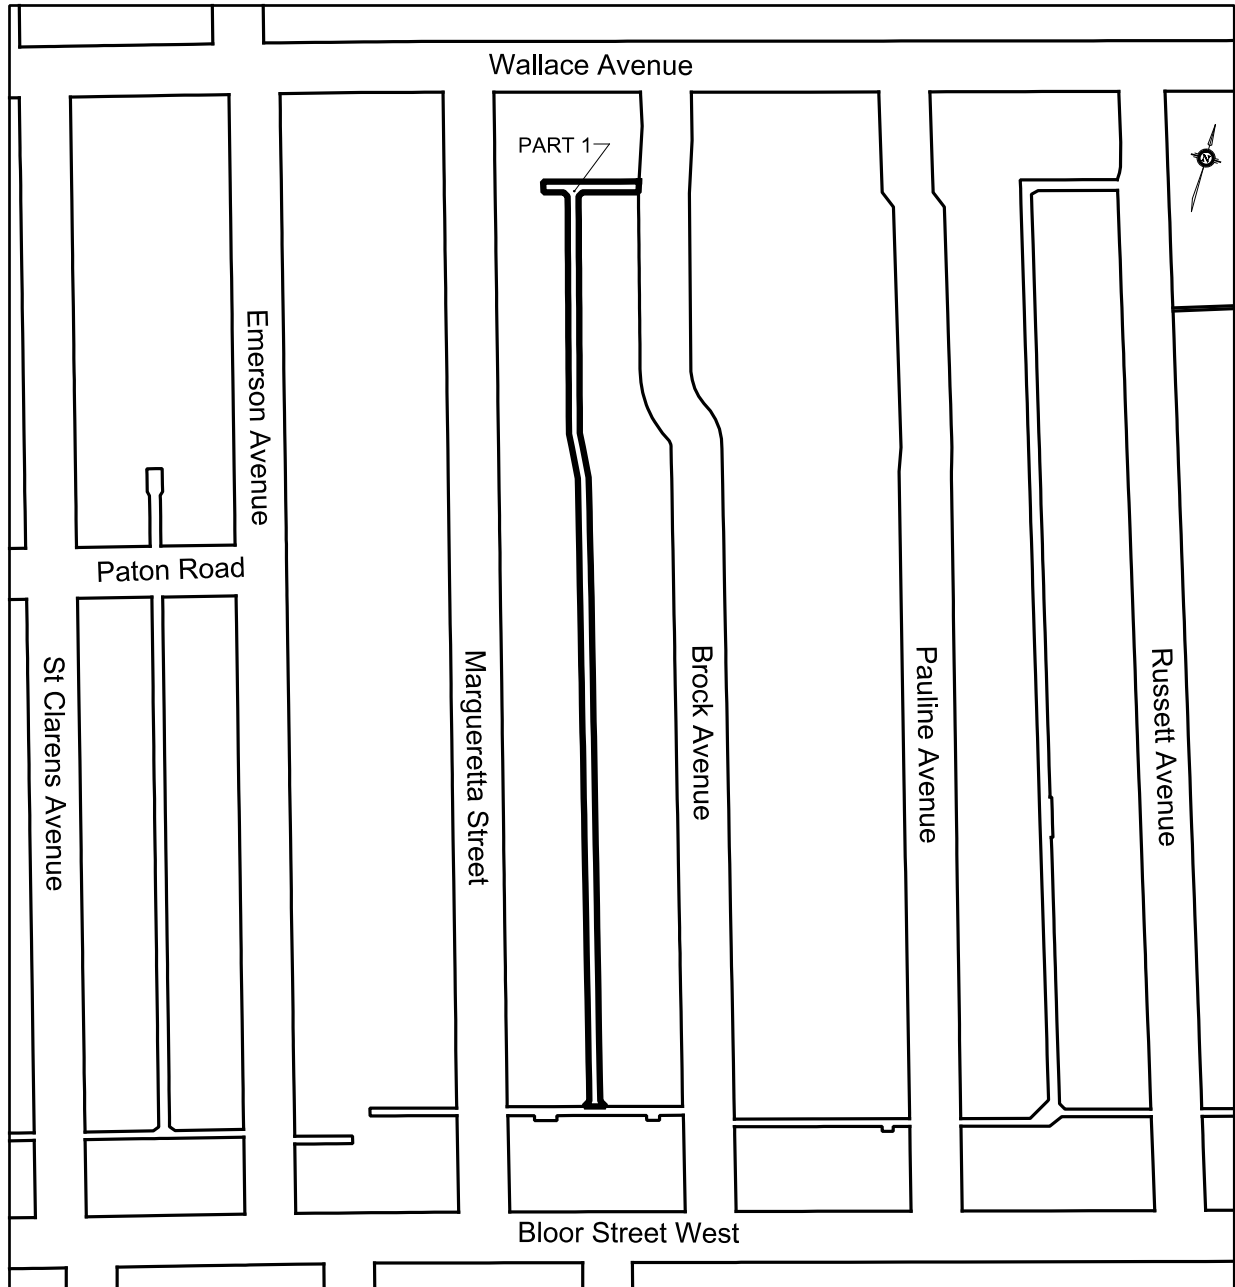 Wallace Avenue
PART 1
N
Emerson Avenue
Paton Road
St Clarens Avenue
Margueretta Street
Brock Avenue
Pauline Avenue
Russett Avenue
Bloor Street West